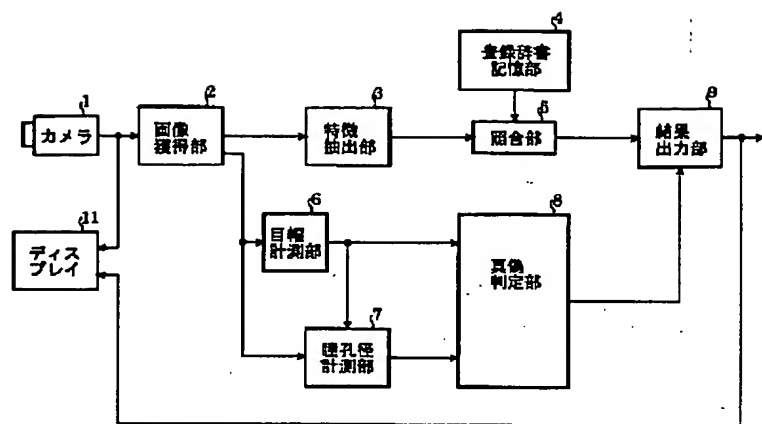 4
登録辞書
記憶部
1
カメラ
2
画像
獲得部
3
特徴
抽出部
5
照合部
9
結果
出力部
11
ディス
プレイ
6
目幅
計測部
8
真偽
判定部
7
瞳孔径
計測部